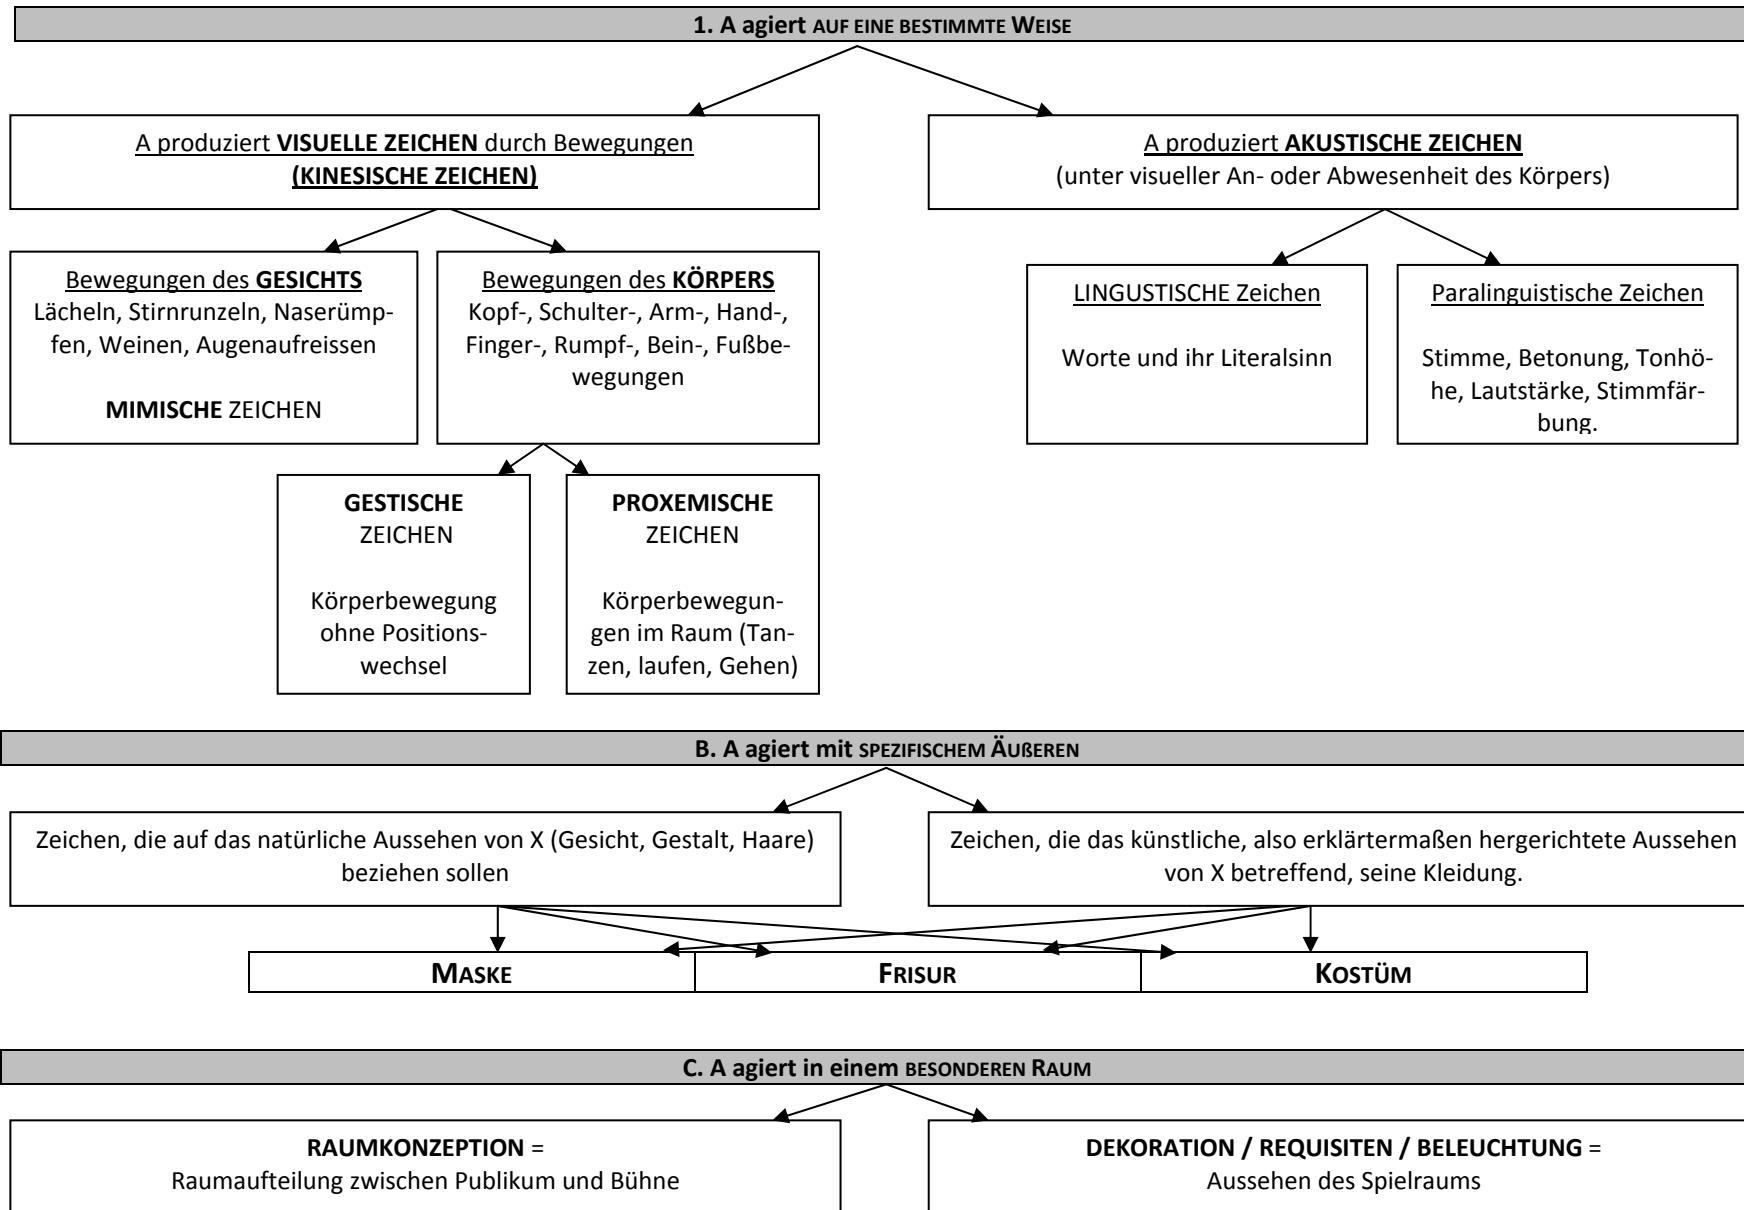 1. A agiert AUF EINE BESTIMMTE WEISE
A produziert VISUELLE ZEICHEN durch Bewegungen
(KINESISCHE ZEICHEN)
A produziert AKUSTISCHE ZEICHEN
(unter visueller An- oder Abwesenheit des Körpers)
Bewegungen des GESICHTS
Lächeln, Stirnrunzeln, Naserümp-
fen, Weinen, Augenaufreissen
MIMISCHE ZEICHEN
Bewegungen des KÖRPERS
Kopf-, Schulter-, Arm-, Hand-,
Finger-, Rumpf-, Bein-, Fußbe-
wegungen
LINGUSTISCHE Zeichen
Worte und ihr Literalsinn
Paralinguistische Zeichen
Stimme, Betonung, Tonhö-
he, Lautstärke, Stimmfär-
bung.
GESTISCHE
ZEICHEN
Körperbewegung
ohne Positions-
wechsel
PROXEMISCHE
ZEICHEN
Körperbewegun-
gen im Raum (Tan-
zen, laufen, Gehen)
B. A agiert mit SPEZIFISCHEM ÄUßEREN
Zeichen, die auf das natürliche Aussehen von X (Gesicht, Gestalt, Haare)
beziehen sollen
Zeichen, die das künstliche, also erklärtermaßen hergerichtete Aussehen
von X betreffend, seine Kleidung.
MASKE
FRISUR
KOSTÜM
C. A agiert in einem BESONDEREN RAUM
RAUMKONZEPTION =
Raumaufteilung zwischen Publikum und Bühne
DEKORATION / REQUISITEN / BELEUCHTUNG =
Aussehen des Spielraums